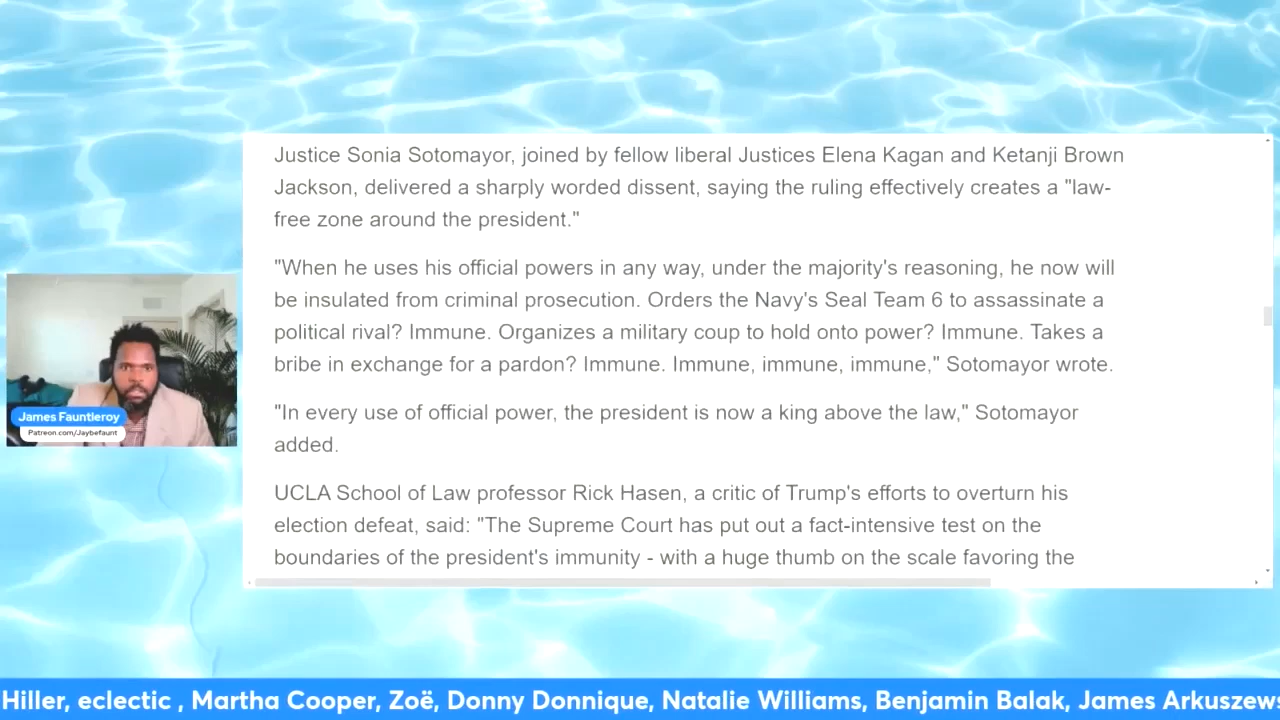 Justice Sonia Sotomayor, joined by fellow liberal Justices Elena Kagan and Ketanji Brown
Jackson, delivered a sharply worded dissent, saying the ruling effectively creates a "law-
free zone around the president."
"When he uses his official powers in any way, under the majority's reasoning, he now will
be insulated from criminal prosecution. Orders the Navy's Seal Team 6 to assassinate a
political rival? Immune. Organizes a military coup to hold onto power? Immune. Takes a
bribe in exchange for a pardon? Immune. Immune, immune, immune," Sotomayor wrote.
"In every use of official power, the president is now a king above the law," Sotomayor
added.
UCLA School of Law professor Rick Hasen, a critic of Trump's efforts to overturn his
election defeat, said: "The Supreme Court has put out a fact-intensive test on the
boundaries of the president's immunity - with a huge thumb on the scale favoring the
James Fauntleroy
Patreon.com/Jaybefaunt
Hiller, eclectic , Martha Cooper, Zoë, Donny Donnique, Natalie Williams, Benjamin Balak, James Arkuszews